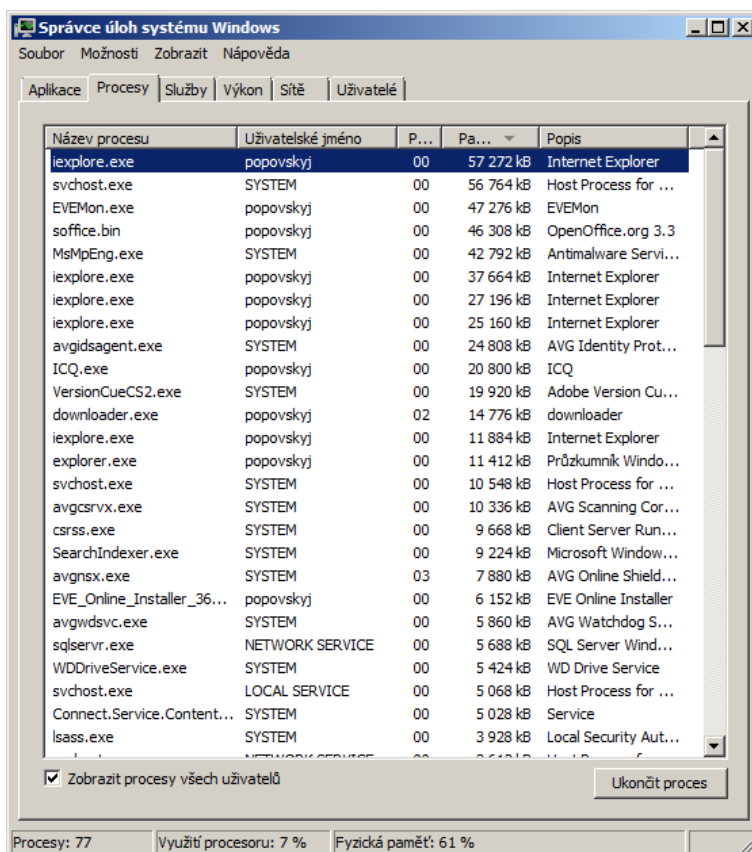 Správce úloh systému Windows
Soubor Možnosti Zobrazit Nápověda
Aplikace Procesy Služby Výkon Sítě Uživatelé
Název procesu Uživatelské jméno P... Pa... Popis
iexplore.exe popovskyj 00 57 272 kB Internet Explorer
svchost.exe SYSTEM 00 56 764 kB Host Process for ...
EVEMon.exe popovskyj 00 47 276 kB EVEMon
soffice.bin popovskyj 00 46 308 kB OpenOffice.org 3.3
MsMpEng.exe SYSTEM 00 42 792 kB Antimalware Servi...
iexplore.exe popovskyj 00 37 664 kB Internet Explorer
iexplore.exe popovskyj 00 27 196 kB Internet Explorer
iexplore.exe popovskyj 00 25 160 kB Internet Explorer
avgidsagent.exe SYSTEM 00 24 808 kB AVG Identity Prot...
ICQ.exe popovskyj 00 20 800 kB ICQ
VersionCueCS2.exe SYSTEM 00 19 920 kB Adobe Version Cu...
downloader.exe popovskyj 02 14 776 kB downloader
iexplore.exe popovskyj 00 11 884 kB Internet Explorer
explorer.exe popovskyj 00 11 412 kB Průzkumník Windo...
svchost.exe SYSTEM 00 10 548 kB Host Process for ...
avgcsrvx.exe SYSTEM 00 10 336 kB AVG Scanning Cor...
csrss.exe SYSTEM 00 9 668 kB Client Server Run...
SearchIndexer.exe SYSTEM 00 9 224 kB Microsoft Window...
avgnsx.exe SYSTEM 03 7 880 kB AVG Online Shield...
EVE_Online_Installer_36... popovskyj 00 6 152 kB EVE Online Installer
avgwdsvc.exe SYSTEM 00 5 860 kB AVG Watchdog S...
sqlservr.exe NETWORK SERVICE 00 5 688 kB SQL Server Wind...
WDDriveService.exe SYSTEM 00 5 424 kB WD Drive Service
svchost.exe LOCAL SERVICE 00 5 068 kB Host Process for ...
Connect.Service.Content... SYSTEM 00 5 028 kB Service
lsass.exe SYSTEM 00 3 928 kB Local Security Aut...
Zobrazit procesy všech uživatelů Ukončit proces
Procesy: 77 Využití procesoru: 7 % Fyzická paměť: 61 %